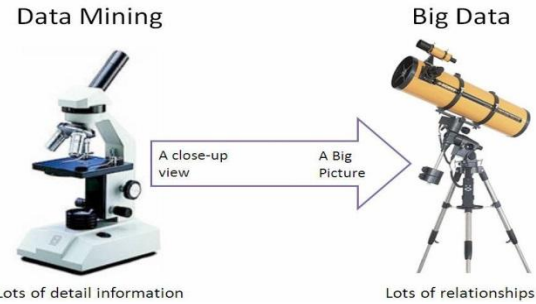 Data Mining
Big Data
A close-up
view
A Big
Picture
Lots of detail information
Lots of relationships